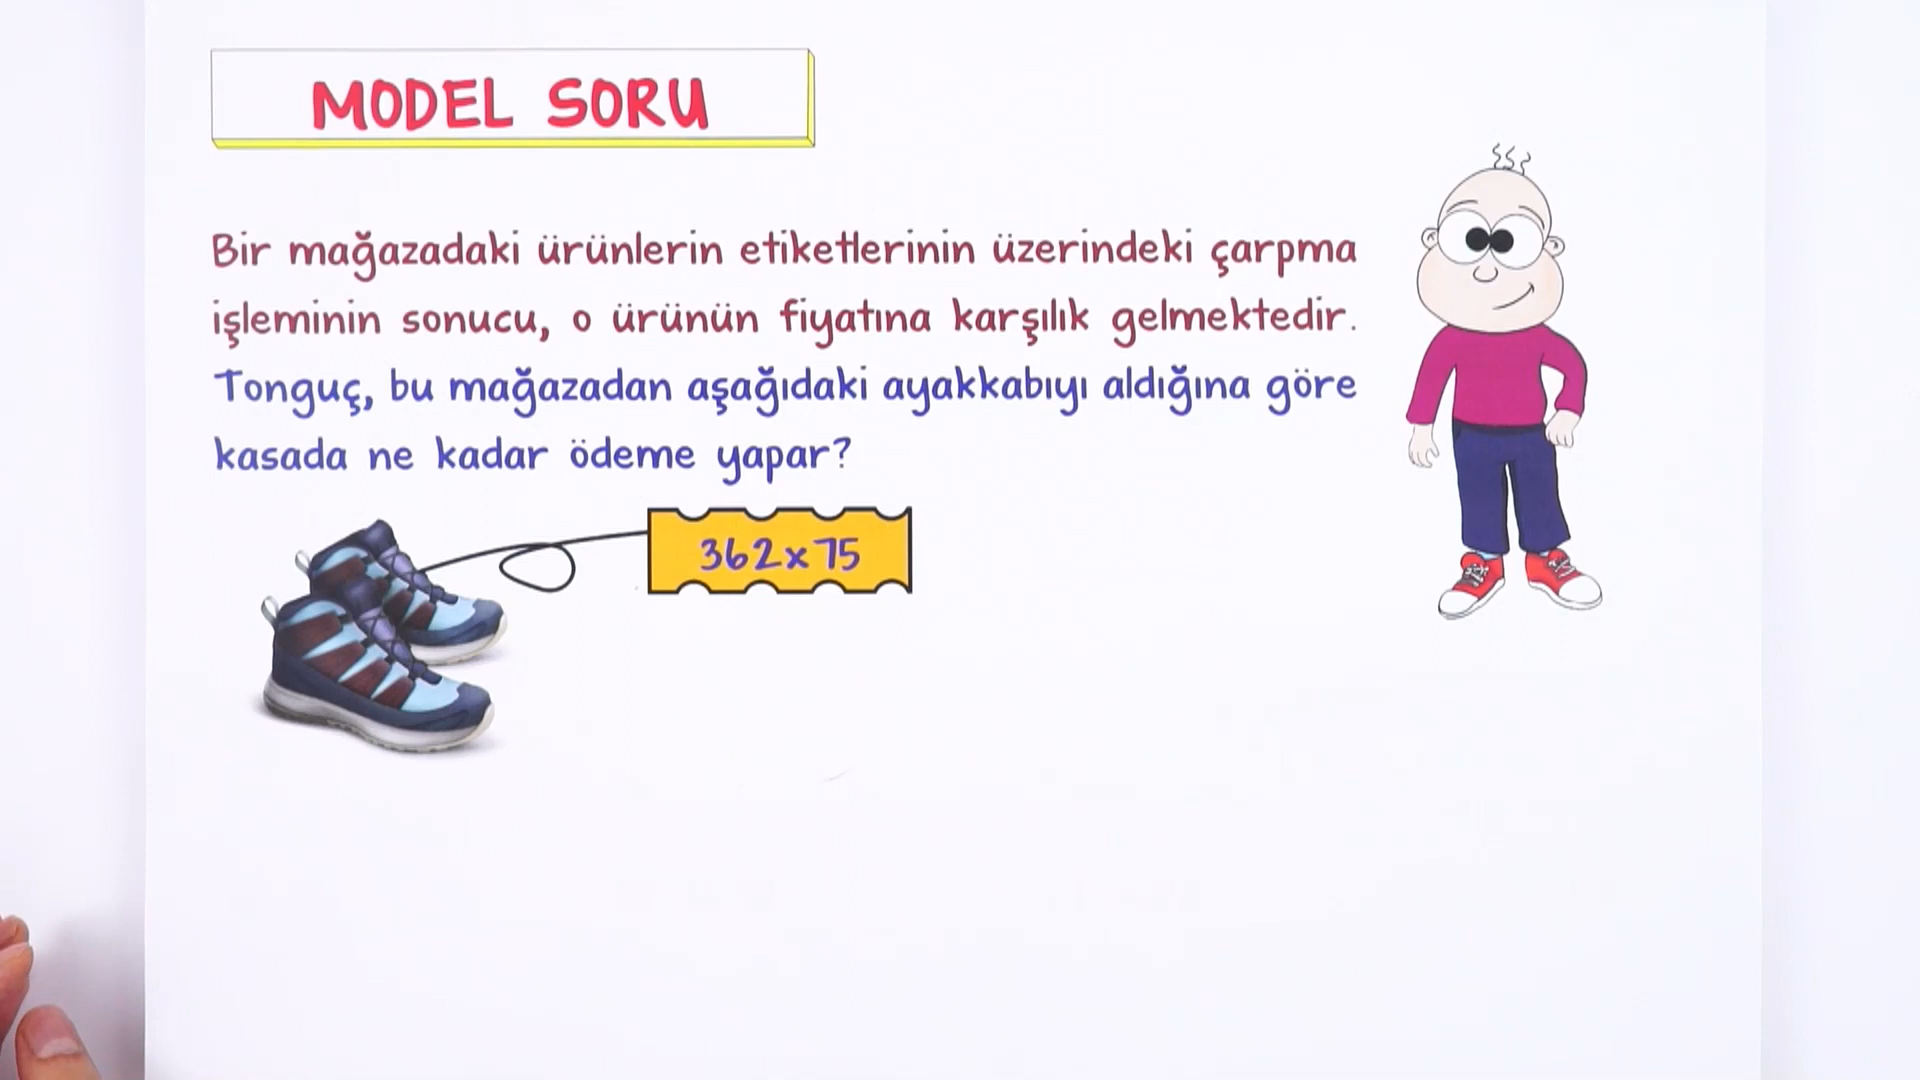 MODEL SORU
Bir mağazadaki ürünlerin etiketlerinin üzerindeki çarpma
işleminin sonucu, o ürünün fiyatına karşılık gelmektedir.
Tonguç, bu mağazadan aşağıdaki ayakkabıyı aldığına göre
kasada ne kadar ödeme yapar?
362x75